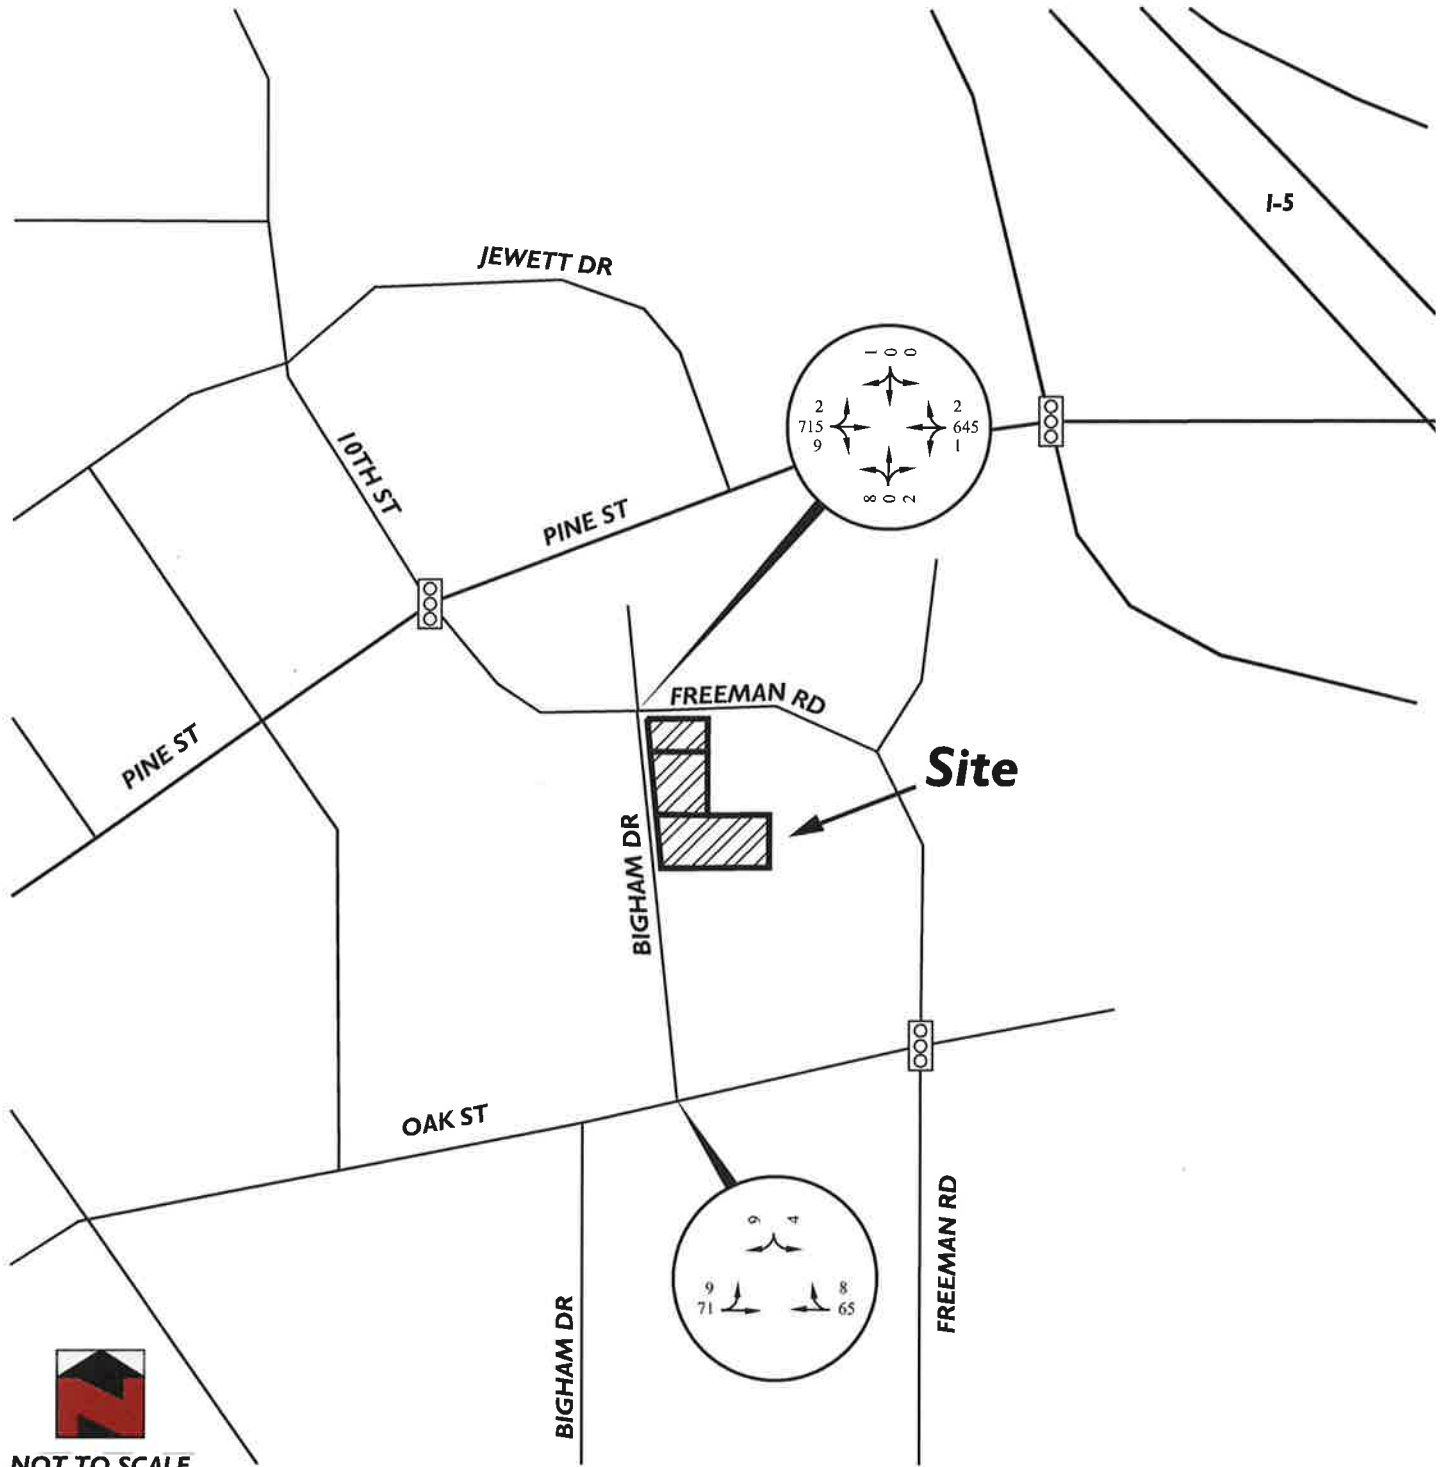 I-5
JEWETT DR
1 0 0
2
715
9
2
645
1
8 0 2
10TH ST
PINE ST
FREEMAN RD
PINE ST
Site
BIGHAM DR
OAK ST
9 4
9
71
8
65
FREEMAN RD
BIGHAM DR
NOT TO SCALE